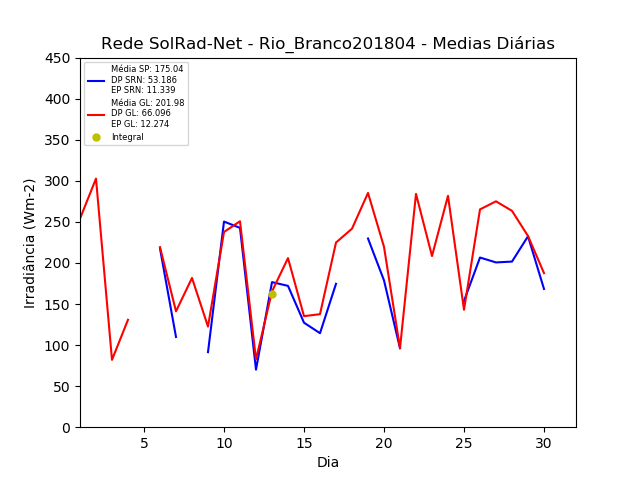 Rede SolRad-Net - Rio_Branco201804 - Medias Diárias
Média SP: 175.04
DP SRN: 53.186
EP SRN: 11.339
Média GL: 201.98
DP GL: 66.096
EP GL: 12.274
Integral
450
400
350
300
250
200
150
100
50
0
Irradiância (Wm-2)
5
10
15
20
25
30
Dia